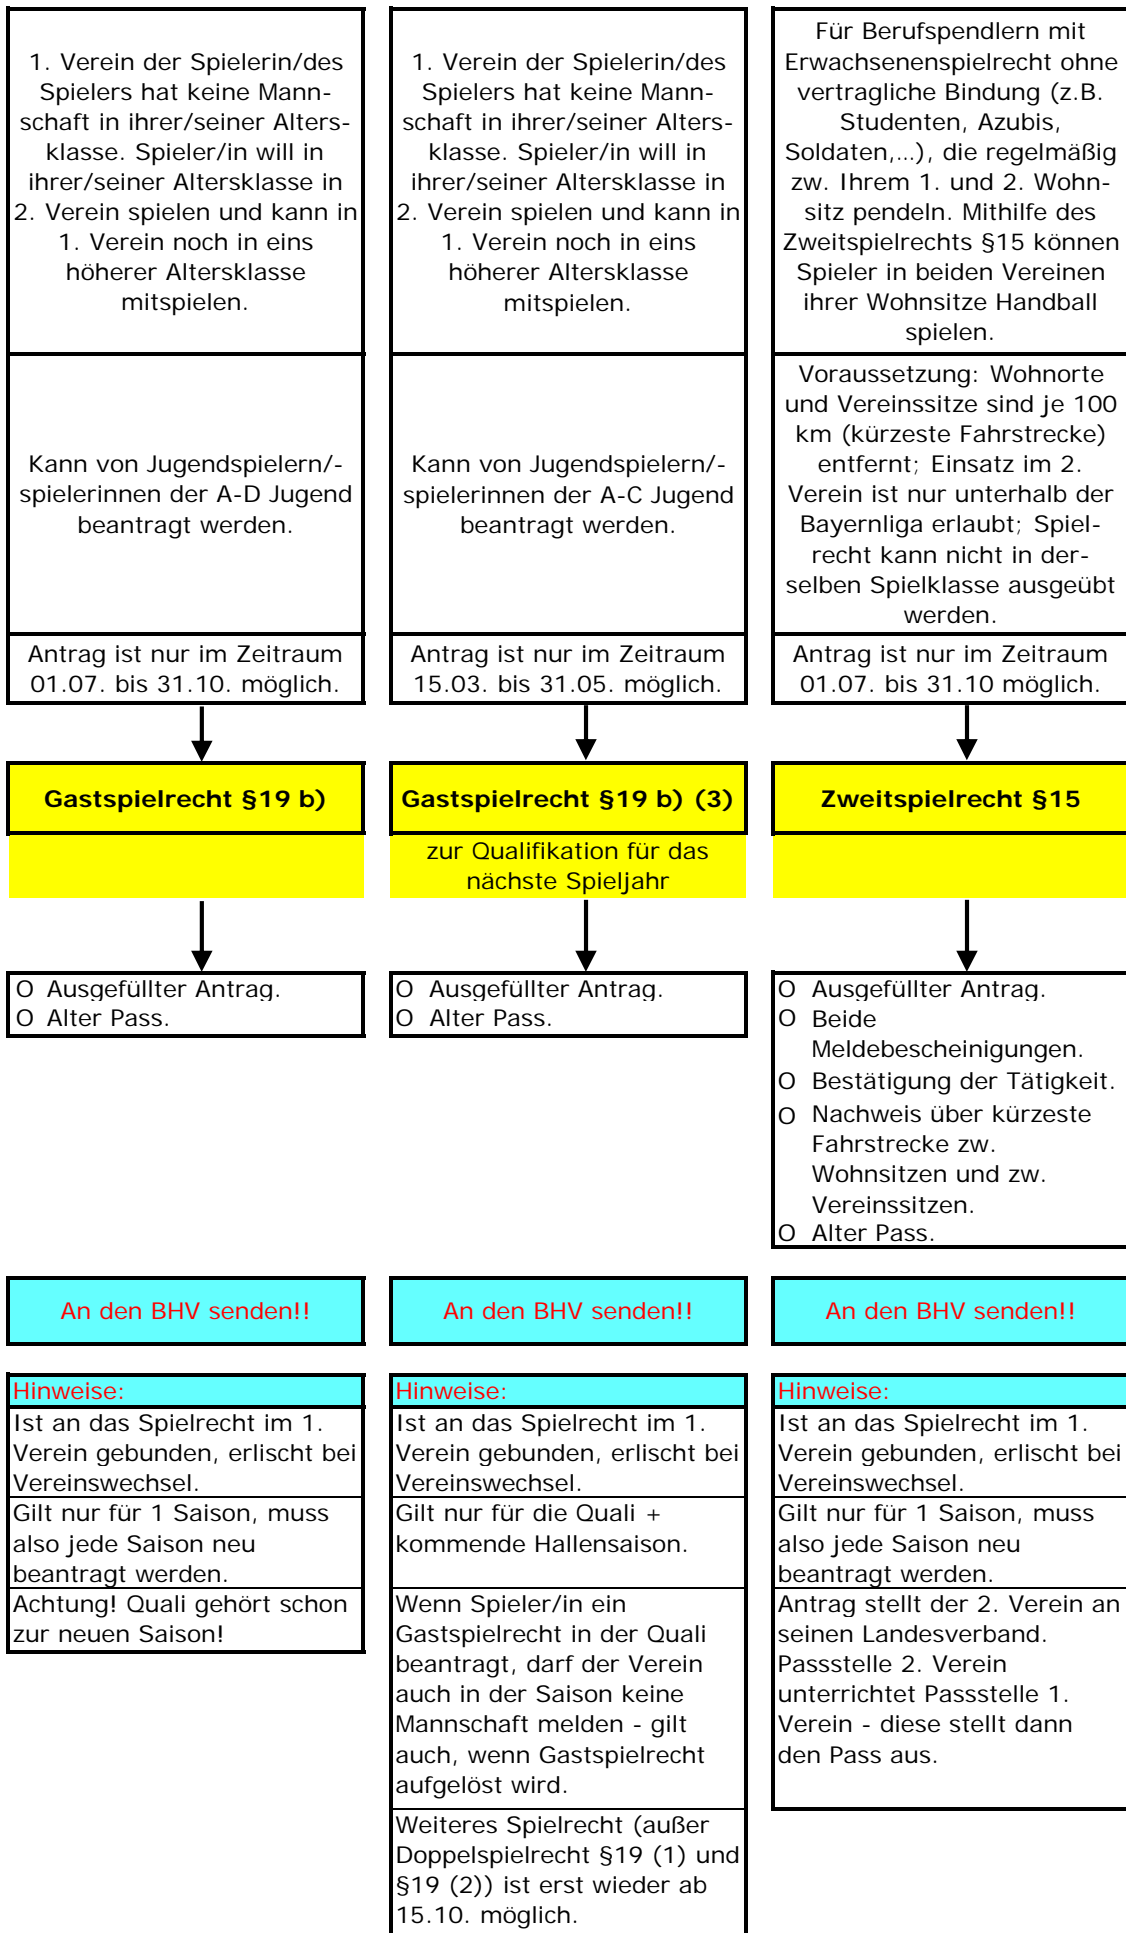 1. Verein der Spielerin/des
Spielers hat keine Mann-
schaft in ihrer/seiner Alters-
klasse. Spieler/in will in
ihrer/seiner Altersklasse in
2. Verein spielen und kann in
1. Verein noch in eins
höherer Altersklasse
mitspielen.
Kann von Jugendspielern/-
spielerinnen der A-D Jugend
beantragt werden.
Antrag ist nur im Zeitraum
01.07. bis 31.10. möglich.
Gastspielrecht §19 b)
O Ausgefüllter Antrag.
O Alter Pass.
An den BHV senden!!
Hinweise:
Ist an das Spielrecht im 1.
Verein gebunden, erlischt bei
Vereinswechsel.
Gilt nur für 1 Saison, muss
also jede Saison neu
beantragt werden.
Achtung! Quali gehört schon
zur neuen Saison!
1. Verein der Spielerin/des
Spielers hat keine Mann-
schaft in ihrer/seiner Alters-
klasse. Spieler/in will in
ihrer/seiner Altersklasse in
2. Verein spielen und kann in
1. Verein noch in eins
höherer Altersklasse
mitspielen.
Kann von Jugendspielern/-
spielerinnen der A-C Jugend
beantragt werden.
Antrag ist nur im Zeitraum
15.03. bis 31.05. möglich.
Gastspielrecht §19 b) (3)
zur Qualifikation für das
nächste Spieljahr
O Ausgefüllter Antrag.
O Alter Pass.
An den BHV senden!!
Hinweise:
Ist an das Spielrecht im 1.
Verein gebunden, erlischt bei
Vereinswechsel.
Gilt nur für die Quali +
kommende Hallensaison.
Wenn Spieler/in ein
Gastspielrecht in der Quali
beantragt, darf der Verein
auch in der Saison keine
Mannschaft melden - gilt
auch, wenn Gastspielrecht
aufgelöst wird.
Weiteres Spielrecht (außer
Doppelspielrecht §19 (1) und
§19 (2)) ist erst wieder ab
15.10. möglich.
Für Berufspendlern mit
Erwachsenenspielrecht ohne
vertragliche Bindung (z.B.
Studenten, Azubis,
Soldaten,...), die regelmäßig
zw. Ihrem 1. und 2. Wohn-
sitz pendeln. Mithilfe des
Zweitspielrechts §15 können
Spieler in beiden Vereinen
ihrer Wohnsitze Handball
spielen.
Voraussetzung: Wohnorte
und Vereinssitze sind je 100
km (kürzeste Fahrstrecke)
entfernt; Einsatz im 2.
Verein ist nur unterhalb der
Bayernliga erlaubt; Spiel-
recht kann nicht in der-
selben Spielklasse ausgeübt
werden.
Antrag ist nur im Zeitraum
01.07. bis 31.10 möglich.
Zweitspielrecht §15
O Ausgefüllter Antrag.
O Beide
Meldebescheinigungen.
O Bestätigung der Tätigkeit.
O Nachweis über kürzeste
Fahrstrecke zw.
Wohnsitzen und zw.
Vereinssitzen.
O Alter Pass.
An den BHV senden!!
Hinweise:
Ist an das Spielrecht im 1.
Verein gebunden, erlischt bei
Vereinswechsel.
Gilt nur für 1 Saison, muss
also jede Saison neu
beantragt werden.
Antrag stellt der 2. Verein an
seinen Landesverband.
Passstelle 2. Verein
unterrichtet Passstelle 1.
Verein - diese stellt dann
den Pass aus.